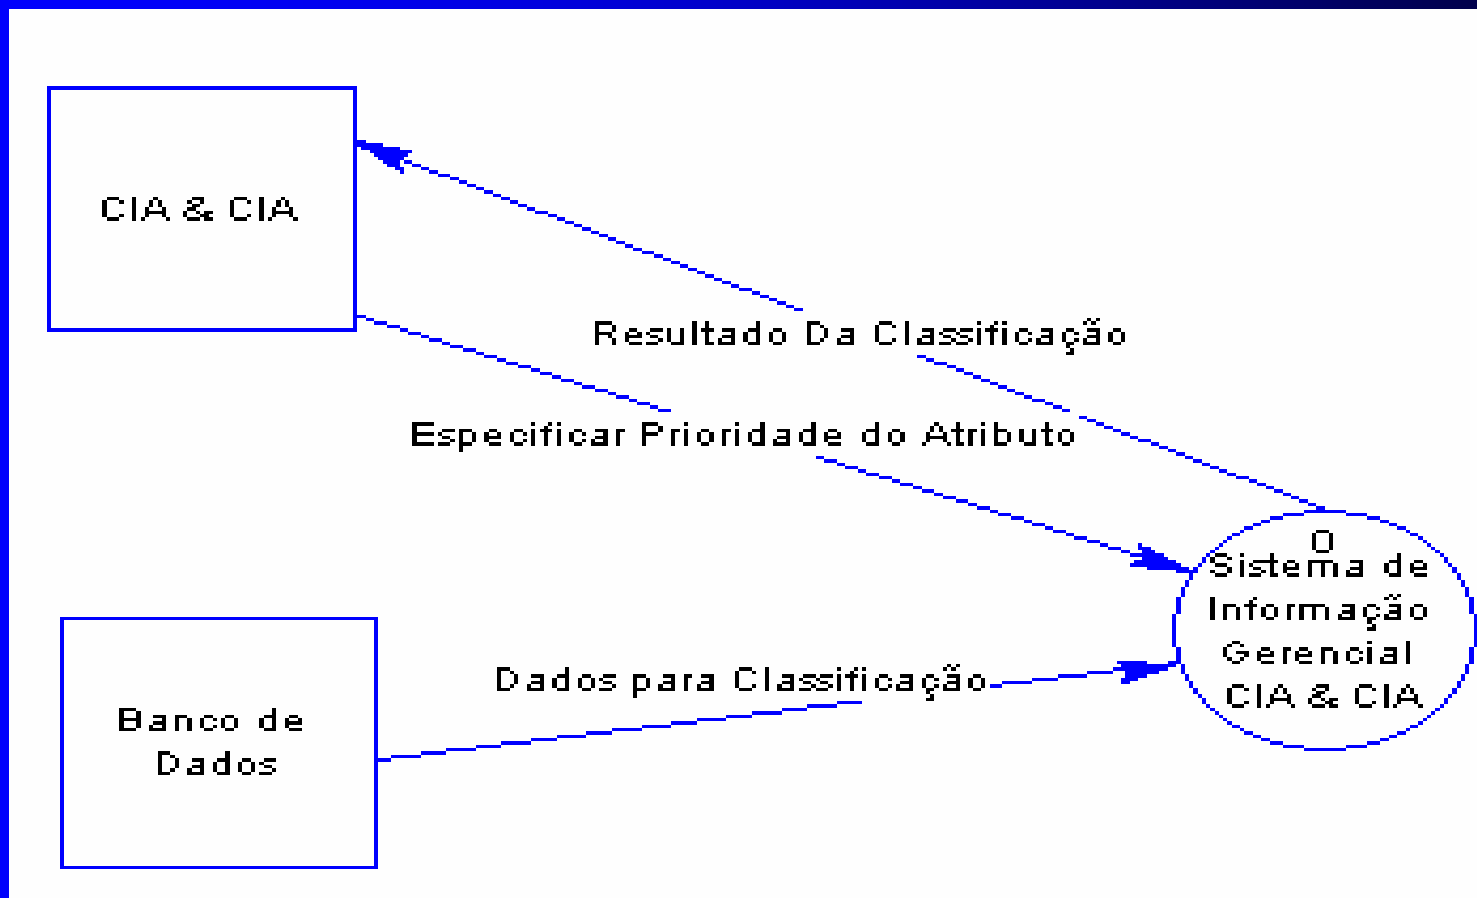 CIA & CIA
Resultado Da Classificação
Especificar Prioridade do Atributo
0
Sistema de
Informação
Gerencial
CIA & CIA
Dados para Classificação
Banco de
Dados